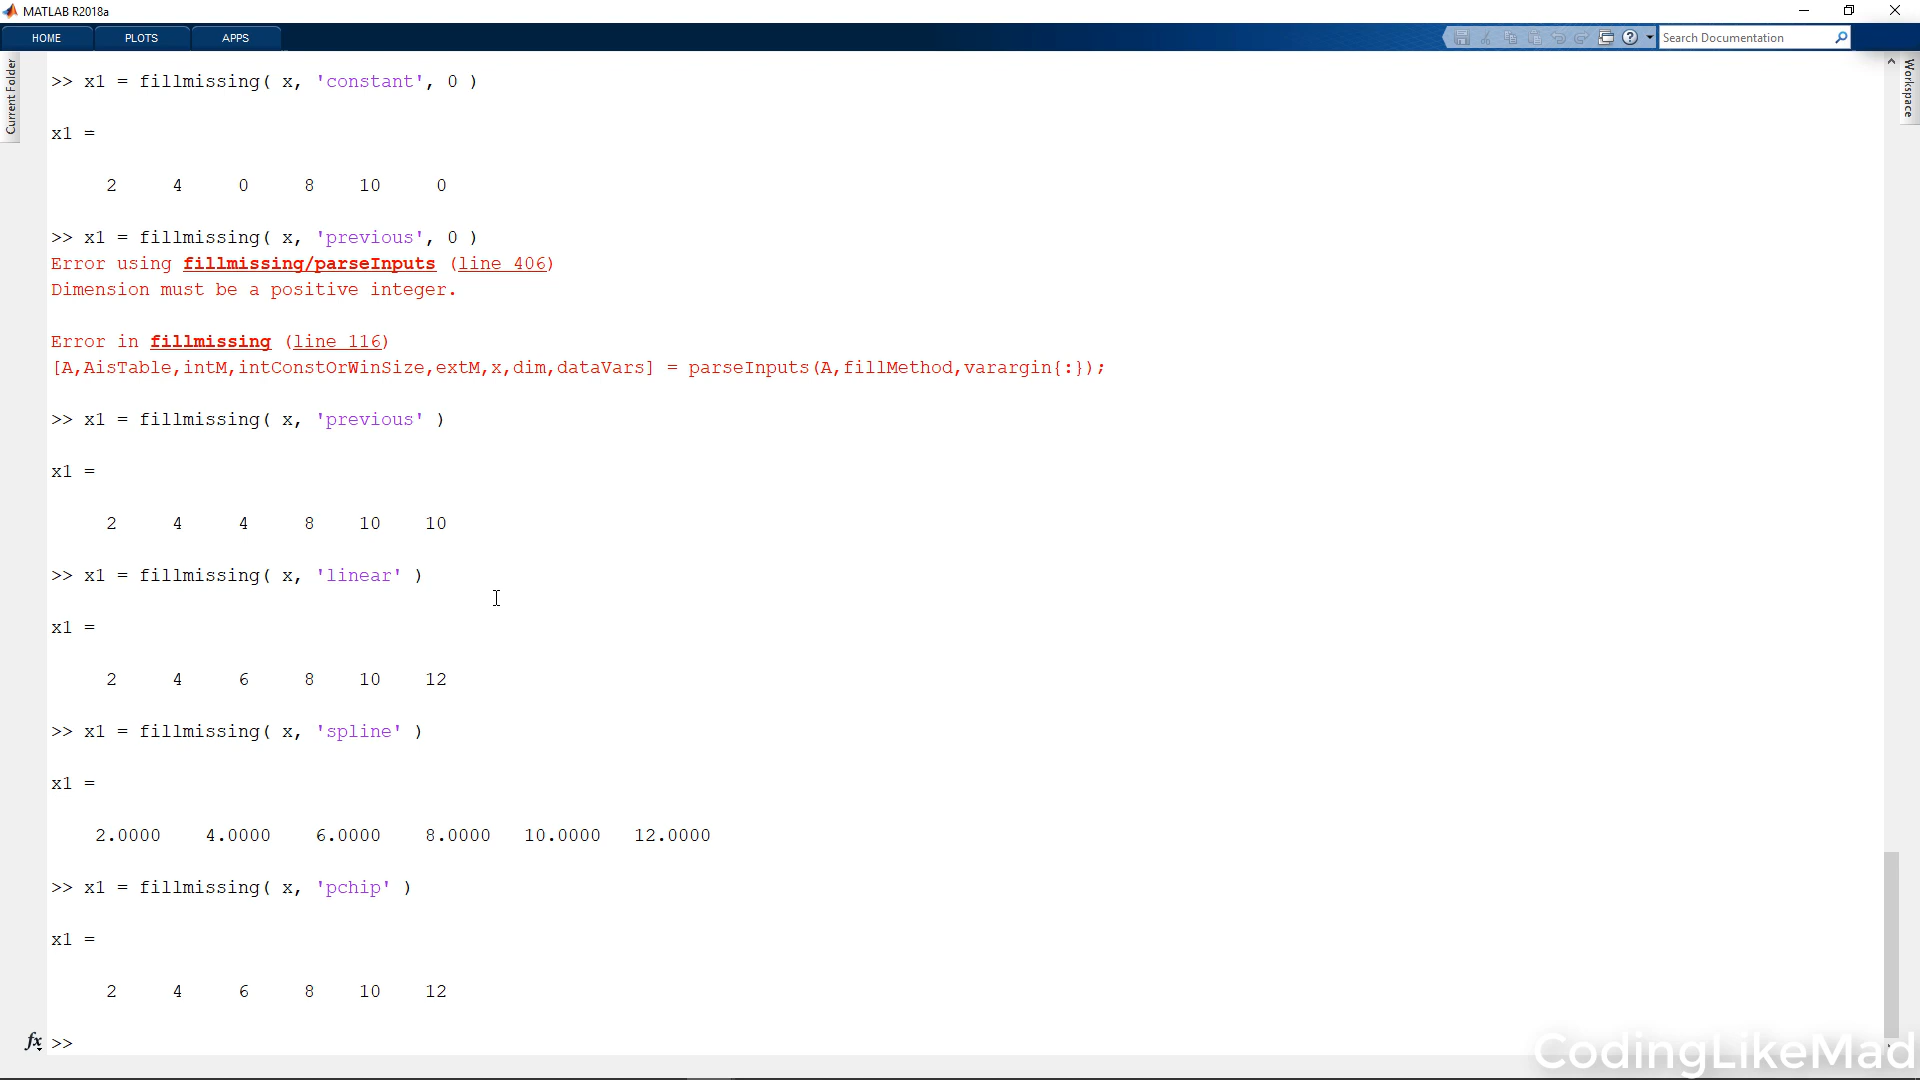 MATLAB R2018a
HOME PLOTS APPS
Search Documentation
Current Folder
Workspace
>> x1 = fillmissing( x, 'constant', 0 )
x1 =
2 4 0 8 10 0
>> x1 = fillmissing( x, 'previous', 0 )
Error using fillmissing/parseInputs (line 406)
Dimension must be a positive integer.
Error in fillmissing (line 116)
[A,AisTable,intM,intConstOrWinSize,extM,x,dim,dataVars] = parseInputs(A,fillMethod,varargin{:});
>> x1 = fillmissing( x, 'previous' )
x1 =
2 4 4 8 10 10
>> x1 = fillmissing( x, 'linear' )
x1 =
2 4 6 8 10 12
>> x1 = fillmissing( x, 'spline' )
x1 =
2.0000 4.0000 6.0000 8.0000 10.0000 12.0000
>> x1 = fillmissing( x, 'pchip' )
x1 =
2 4 6 8 10 12
fx >>
CodingLikeMad